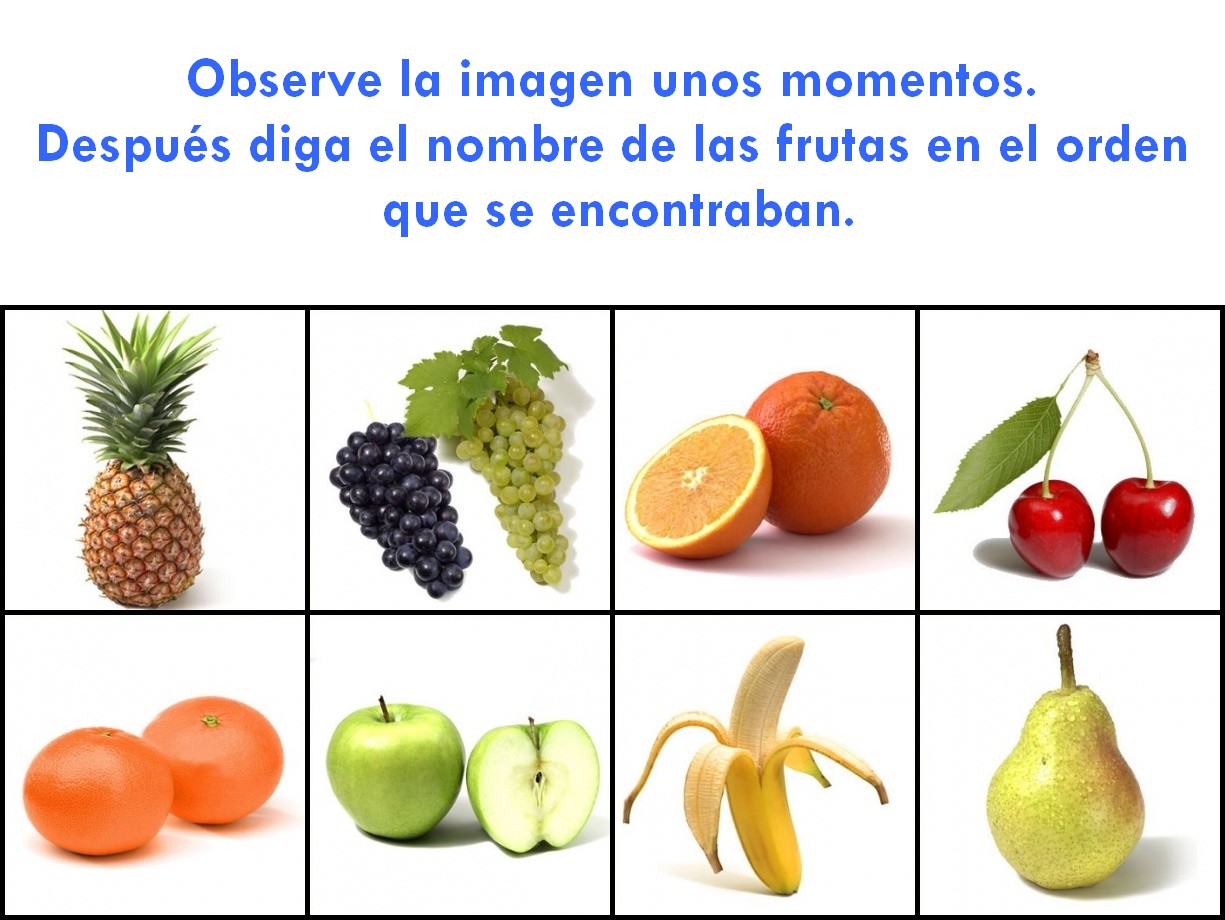 Observe la imagen unos momentos.
Después diga el nombre de las frutas en el orden
que se encontraban.